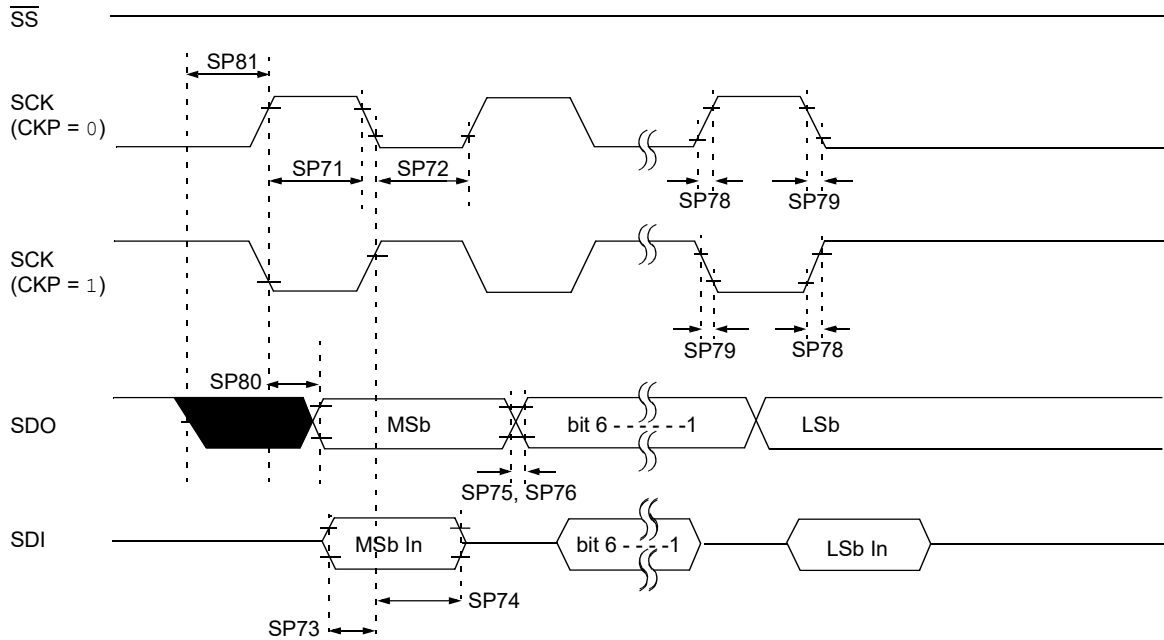 SS
SP81
SCK
(CKP = 0)
SP71
SP72
SP78
SP79
SCK
(CKP = 1)
SP79
SP78
SP80
SDO
MSb
bit 6 - - - - - -1
LSb
SP75, SP76
SDI
MSb In
bit 6 - - - - -1
LSb In
SP74
SP73